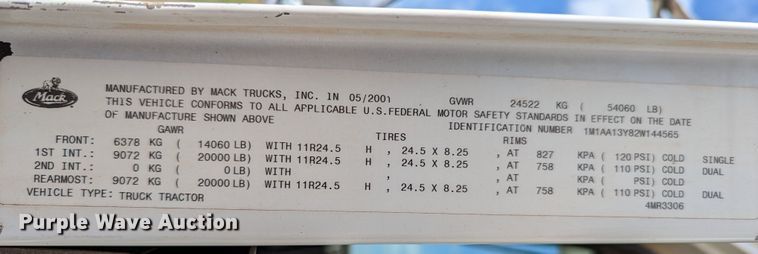 Mack
MANUFACTURED BY MACK TRUCKS, INC. IN 05/2001 GVWR 24522 KG ( 54060 LB)
THIS VEHICLE CONFORMS TO ALL APPLICABLE U.S.FEDERAL MOTOR SAFETY STANDARDS IN EFFECT ON THE DATE
OF MANUFACTURE SHOWN ABOVE IDENTIFICATION NUMBER 1M1AA13Y82W144565
GAWR TIRES RIMS
FRONT: 6378 KG ( 14060 LB) WITH 11R24.5 H , 24.5 X 8.25 , AT 827 KPA ( 120 PSI) COLD SINGLE
1ST INT.: 9072 KG ( 20000 LB) WITH 11R24.5 H , 24.5 X 8.25 , AT 758 KPA ( 110 PSI) COLD DUAL
2ND INT.: 0 KG ( 0 LB) WITH , , AT KPA ( PSI) COLD
REARMOST: 9072 KG ( 20000 LB) WITH 11R24.5 H , 24.5 X 8.25 , AT 758 KPA ( 110 PSI) COLD DUAL
VEHICLE TYPE: TRUCK TRACTOR 4MR3306
Purple Wave Auction